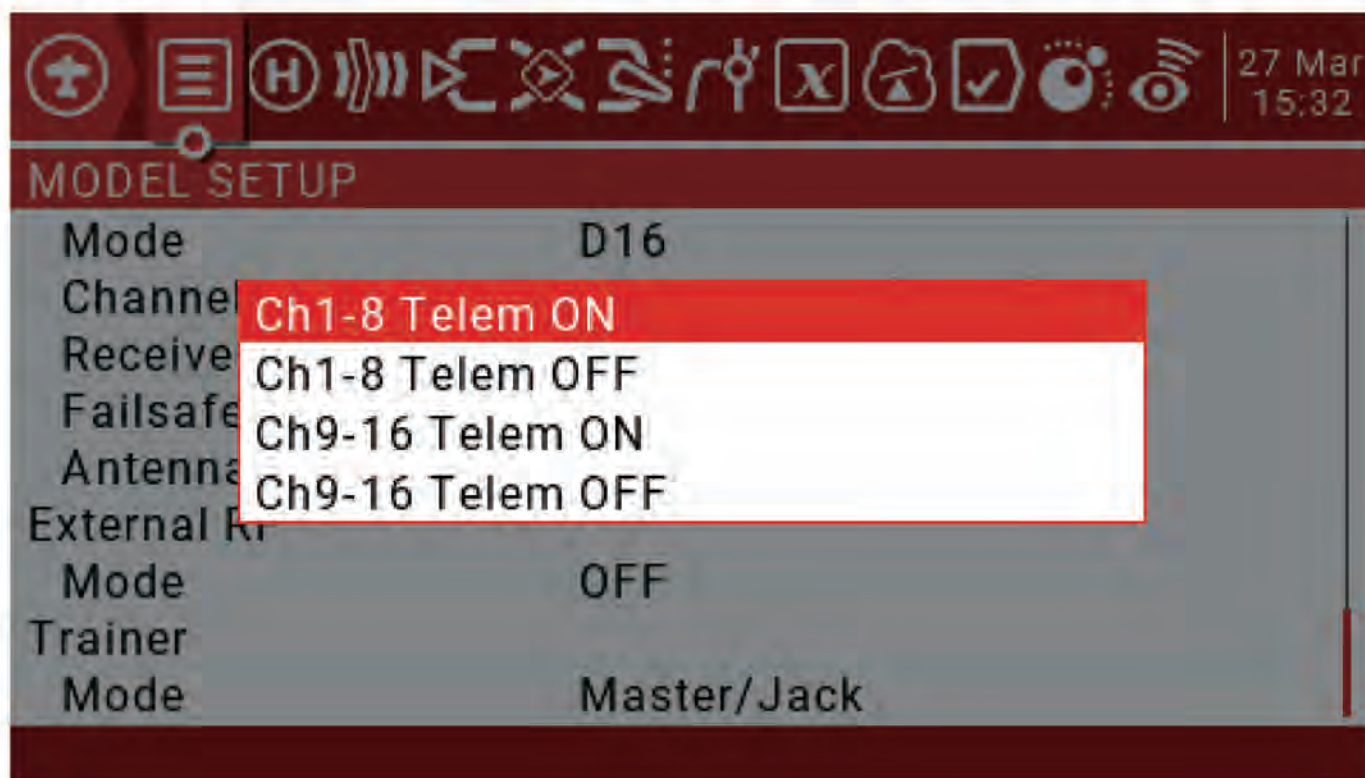 27 Mar
15:32
MODEL SETUP
Mode D16
Channel
Receive
Failsafe
Antenna
Ch1-8 Telem ON
Ch1-8 Telem OFF
Ch9-16 Telem ON
Ch9-16 Telem OFF
External RF
Mode OFF
Trainer
Mode Master/Jack